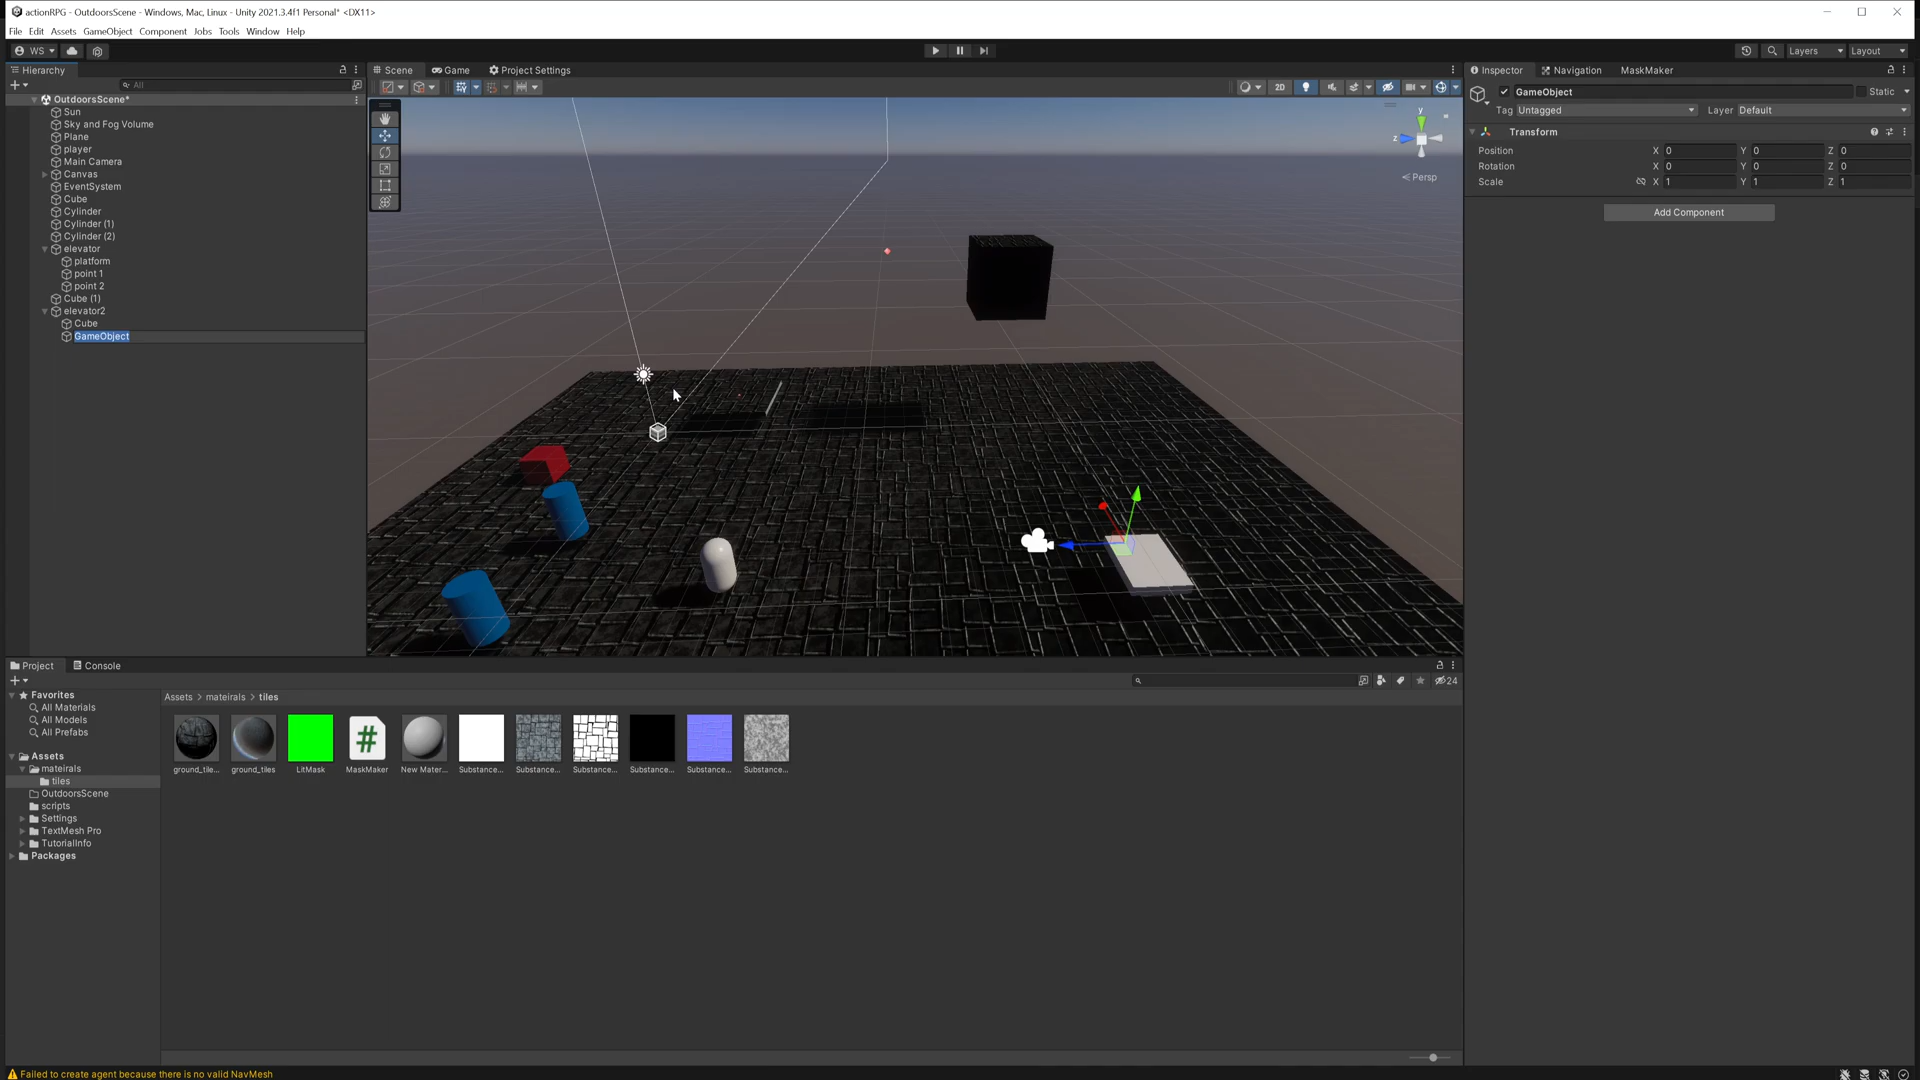 actionRPG - OutdoorsScene - Windows, Mac, Linux - Unity 2021.3.4f1 Personal* <DX11>
File Edit Assets GameObject Component Jobs Tools Window Help
WS
Layers
Layout
Hierarchy
All
OutdoorsScene*
Sun
Sky and Fog Volume
Plane
player
Main Camera
Canvas
EventSystem
Cube
Cylinder
Cylinder (1)
Cylinder (2)
elevator
platform
point 1
point 2
Cube (1)
elevator2
Cube
GameObject
Scene Game Project Settings
2D
y
z
Persp
Inspector Navigation MaskMaker
GameObject
Static
Tag Untagged
Layer Default
Transform
Position X 0 Y 0 Z 0
Rotation X 0 Y 0 Z 0
Scale X 1 Y 1 Z 1
Add Component
Project Console
24
Favorites
All Materials
All Models
All Prefabs
Assets
mateirals
tiles
OutdoorsScene
scripts
Settings
TextMesh Pro
TutorialInfo
Packages
Assets > mateirals > tiles
#
ground_tile...
ground_tiles
LitMask
MaskMaker
New Mater...
Substance...
Substance...
Substance...
Substance...
Substance...
Substance...
Failed to create agent because there is no valid NavMesh